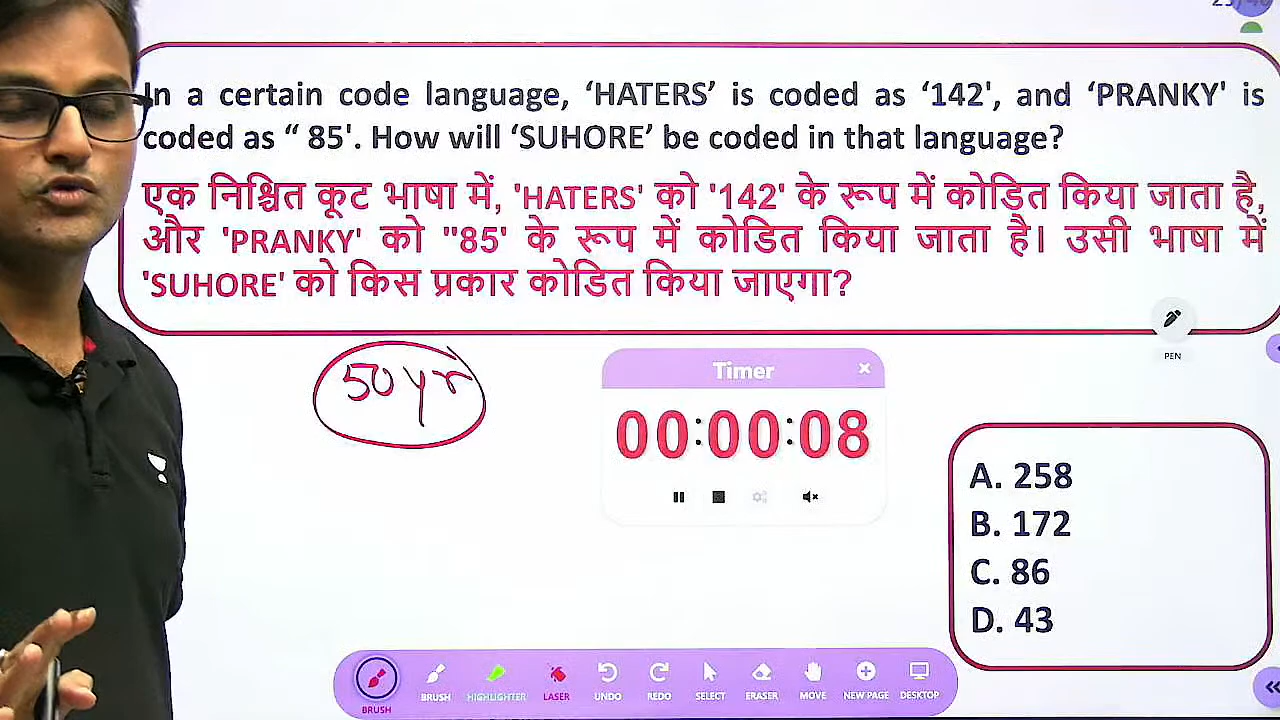 In a certain code language, ‘HATERS’ is coded as ‘142', and ‘PRANKY' is
coded as “ 85'. How will ‘SUHORE’ be coded in that language?
एक निश्चित कूट भाषा में, 'HATERS' को '142' के रूप में कोडित किया जाता है,
और 'PRANKY' को "85' के रूप में कोडित किया जाता है। उसी भाषा में
'SUHORE' को किस प्रकार कोडित किया जाएगा?
PEN
50 yr
Timer
00:00:08
A. 258
B. 172
C. 86
D. 43
BRUSH BRUSH HIGHLIGHTER LASER UNDO REDO SELECT ERASER MOVE NEW PAGE DESKTOP